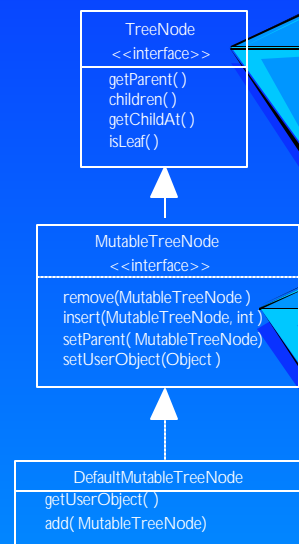 TreeNode
<<interface>>
getParent( )
children( )
getChildAt( )
isLeaf( )
MutableTreeNode
<<interface>>
remove(MutableTreeNode )
insert(MutableTreeNode, int )
setParent( MutableTreeNode)
setUserObject(Object )
DefaultMutableTreeNode
getUserObject( )
add( MutableTreeNode)